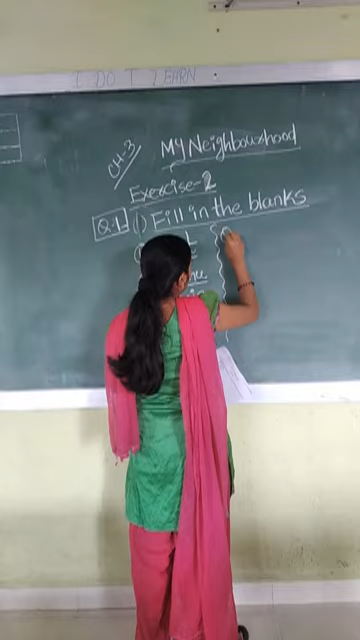 I DO T LEARN
CH-3
My Neighbourhood
Exercise-2
Q.1 (i) Fill in the blanks